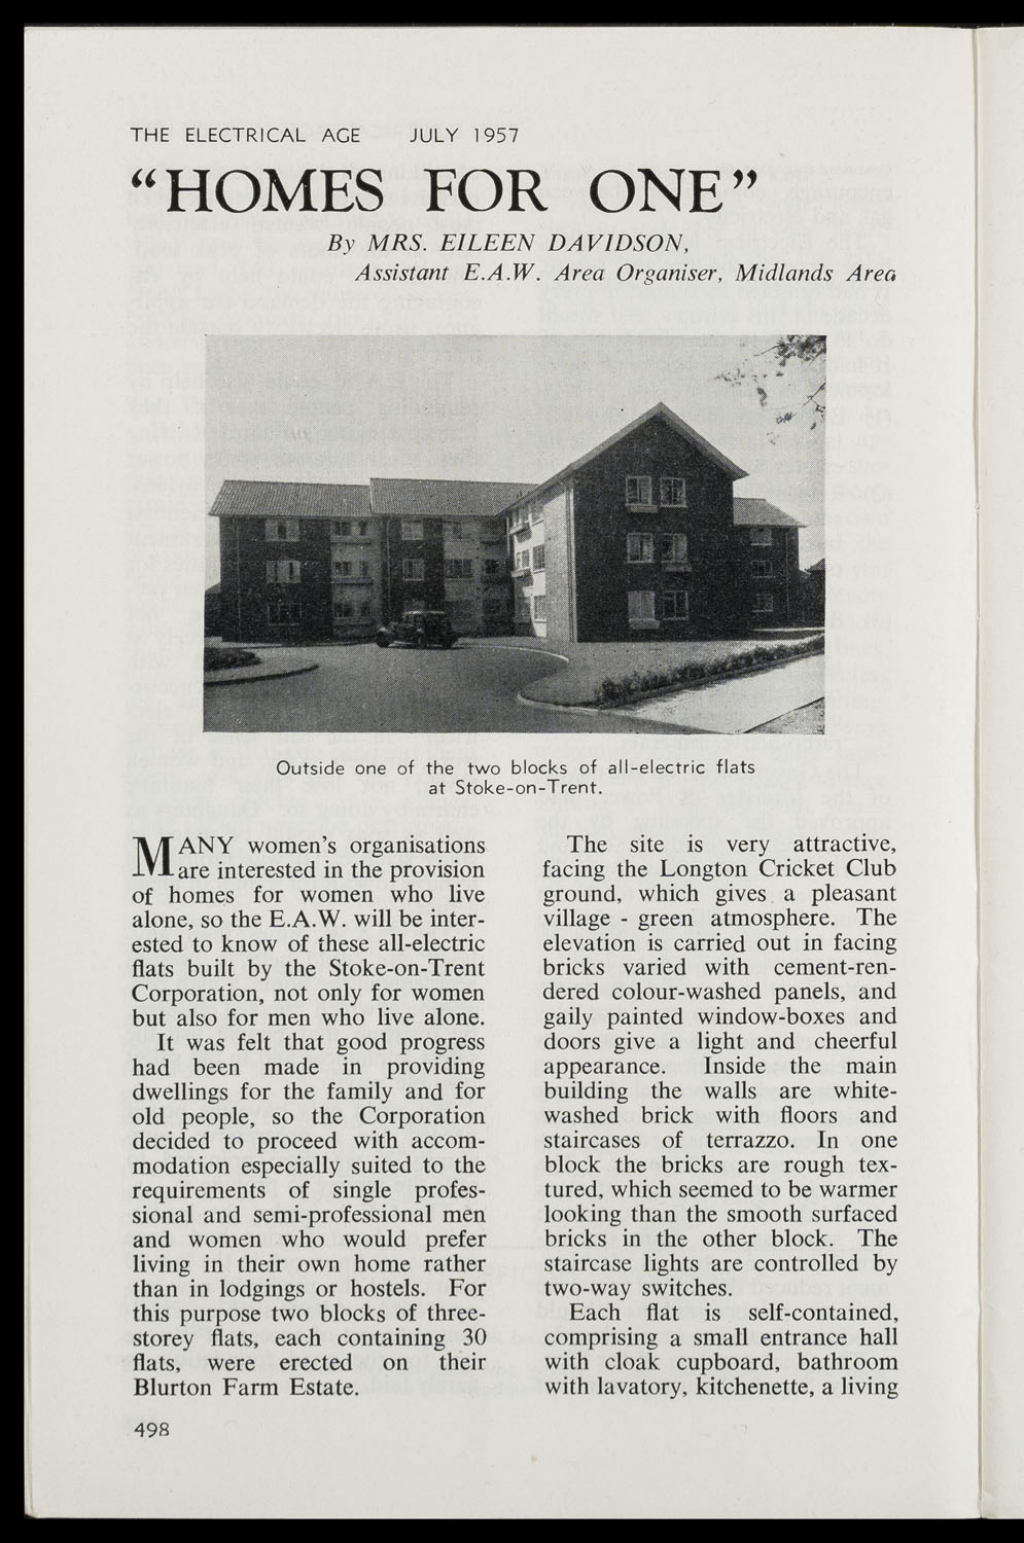 THE ELECTRICAL AGE JULY 1957
“HOMES FOR ONE”
By MRS. EILEEN DAVIDSON,
Assistant E.A.W. Area Organiser, Midlands Area
Outside one of the two blocks of all-electric flats
at Stoke-on-Trent.
MANY women's organisations
are interested in the provision
of homes for women who live
alone, so the E.A.W. will be inter-
ested to know of these all-electric
flats built by the Stoke-on-Trent
Corporation, not only for women
but also for men who live alone.
It was felt that good progress
had been made in providing
dwellings for the family and for
old people, so the Corporation
decided to proceed with accom-
modation especially suited to the
requirements of single profes-
sional and semi-professional men
and women who would prefer
living in their own home rather
than in lodgings or hostels. For
this purpose two blocks of three-
storey flats, each containing 30
flats, were erected on their
Blurton Farm Estate.
The site is very attractive,
facing the Longton Cricket Club
ground, which gives a pleasant
village - green atmosphere. The
elevation is carried out in facing
bricks varied with cement-ren-
dered colour-washed panels, and
gaily painted window-boxes and
doors give a light and cheerful
appearance. Inside the main
building the walls are white-
washed brick with floors and
staircases of terrazzo. In one
block the bricks are rough tex-
tured, which seemed to be warmer
looking than the smooth surfaced
bricks in the other block. The
staircase lights are controlled by
two-way switches.
Each flat is self-contained,
comprising a small entrance hall
with cloak cupboard, bathroom
with lavatory, kitchenette, a living
498